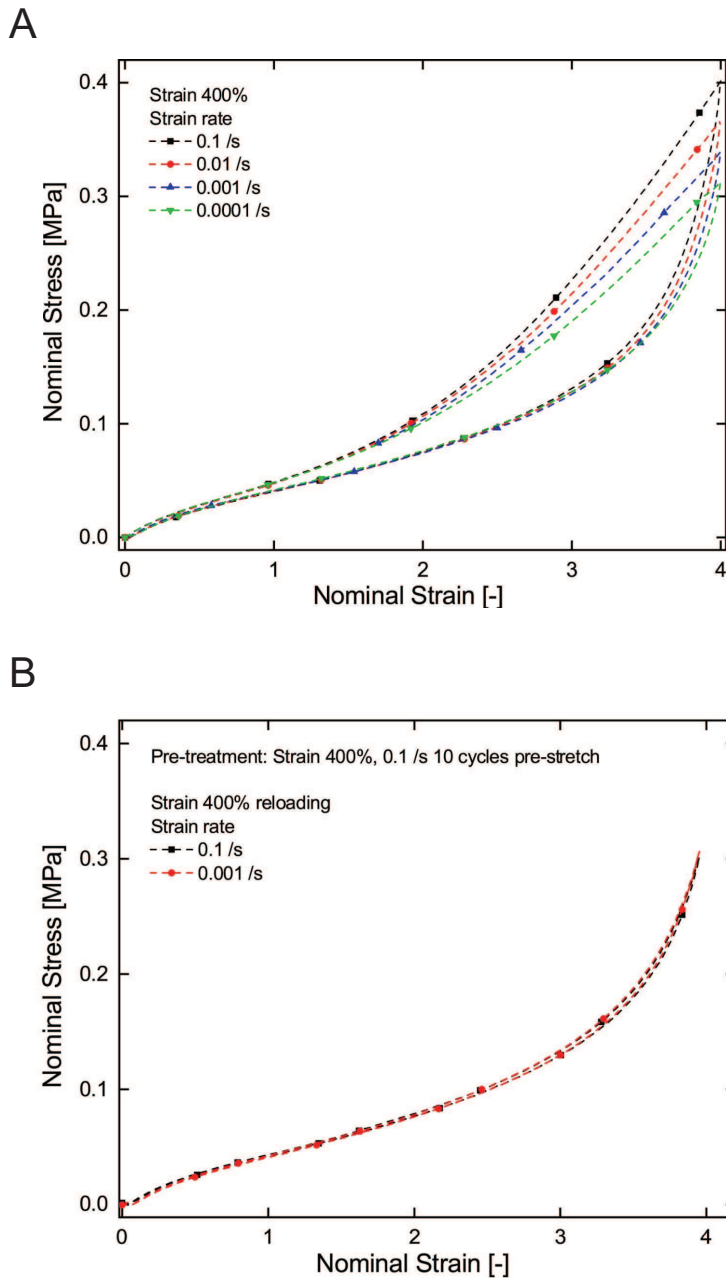 A
0.4
0.3
0.2
0.1
0.0
Nominal Stress [MPa]
Strain 400%
Strain rate
0.1 /s
0.01 /s
0.001 /s
0.0001 /s
0 1 2 3 4
Nominal Strain [-]
B
0.4
0.3
0.2
0.1
0.0
Nominal Stress [MPa]
Pre-treatment: Strain 400%, 0.1 /s 10 cycles pre-stretch
Strain 400% reloading
Strain rate
0.1 /s
0.001 /s
0 1 2 3 4
Nominal Strain [-]